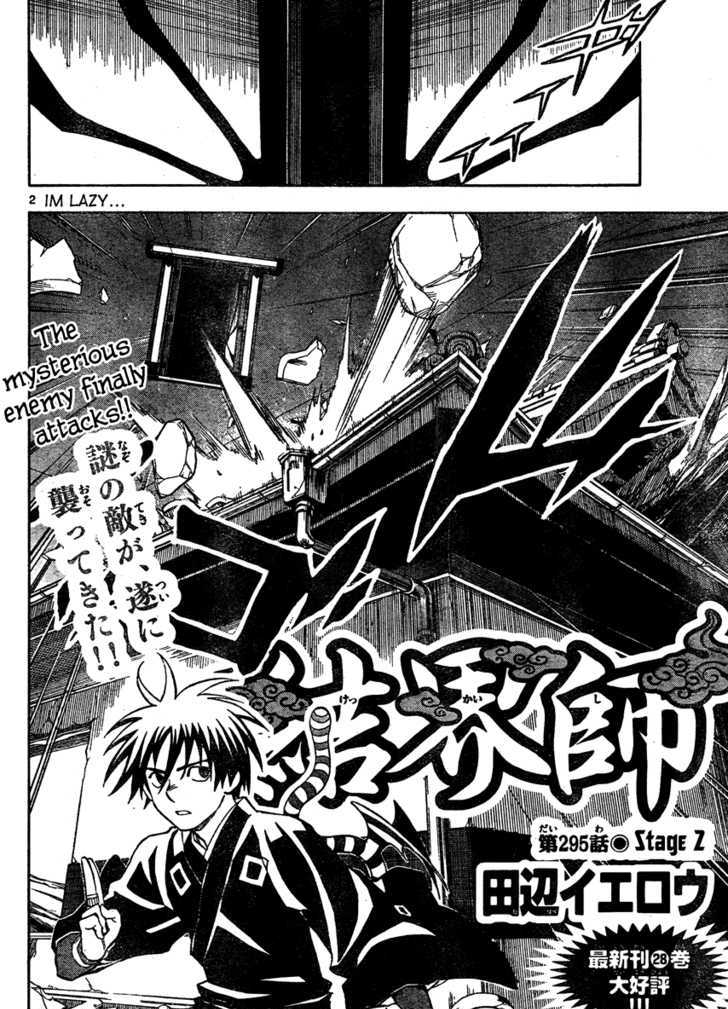 2 IM LAZY...
The
mysterious
enemy finally
attacks!!
謎の敵が、遂に
襲ってきた!!
結界師
第295話 ● Stage 2
田辺イエロウ
最新刊28巻
大好評
!!!